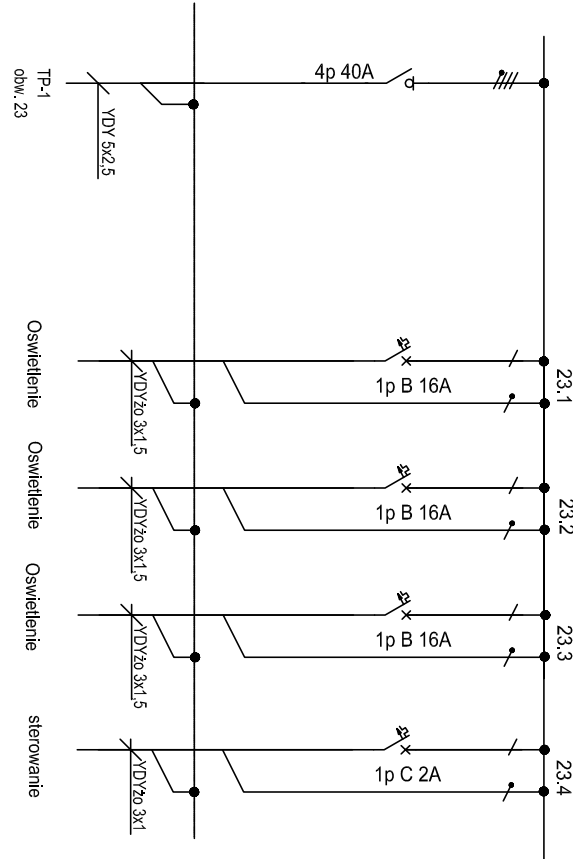 4p 40A
TP-1
obw. 23
YDY 5x2,5
23.1
1p B 16A
YDYżo 3x1,5
Oswietlenie
23.2
1p B 16A
YDYżo 3x1,5
Oswietlenie
23.3
1p B 16A
YDYżo 3x1,5
Oswietlenie
23.4
1p C 2A
YDYżo 3x1
sterowanie